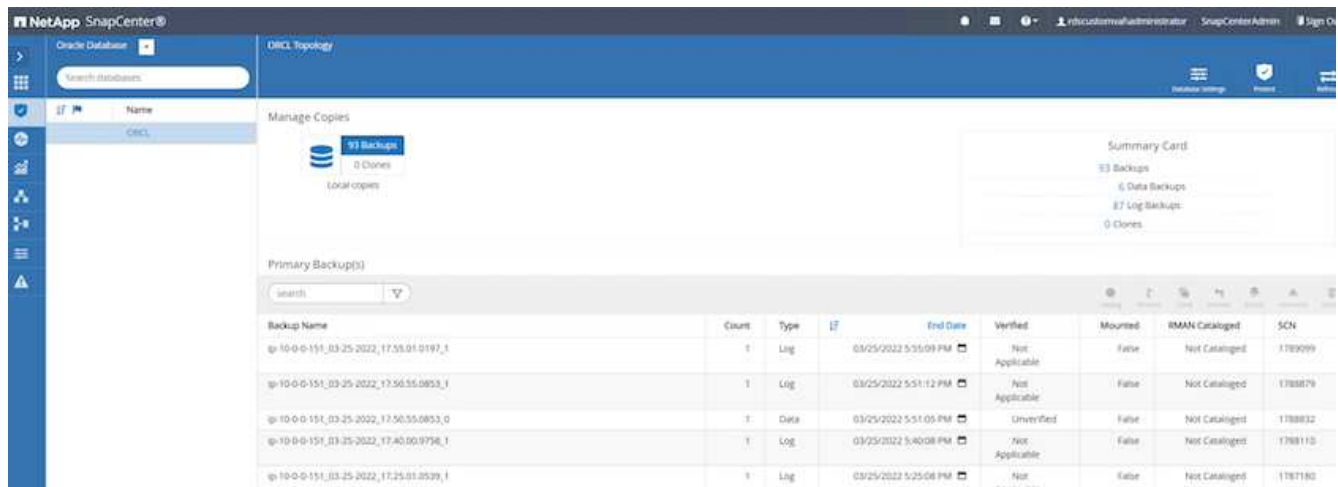 NetApp SnapCenter®
rdscustomval\administrator SnapCenterAdmin Sign Ou
Oracle Database
ORCL Topology
Search databases
Database Settings Protect Refresh
Name
ORCL
Manage Copies
93 Backups
0 Clones
Local copies
Summary Card
93 Backups
6 Data Backups
87 Log Backups
0 Clones
Primary Backup(s)
search
Backup Name Count Type End Date Verified Mounted RMAN Cataloged SCN
ip-10-0-0-151_03-25-2022_17.55.01.0197_1 1 Log 03/25/2022 5:55:09 PM Not Applicable False Not Cataloged 1789099
ip-10-0-0-151_03-25-2022_17.50.55.0853_1 1 Log 03/25/2022 5:51:12 PM Not Applicable False Not Cataloged 1788879
ip-10-0-0-151_03-25-2022_17.50.55.0853_0 1 Data 03/25/2022 5:51:05 PM Unverified False Not Cataloged 1788832
ip-10-0-0-151_03-25-2022_17.40.00.9758_1 1 Log 03/25/2022 5:40:08 PM Not Applicable False Not Cataloged 1788110
ip-10-0-0-151_03-25-2022_17.25.01.0539_1 1 Log 03/25/2022 5:25:08 PM Not False Not Cataloged 1787180